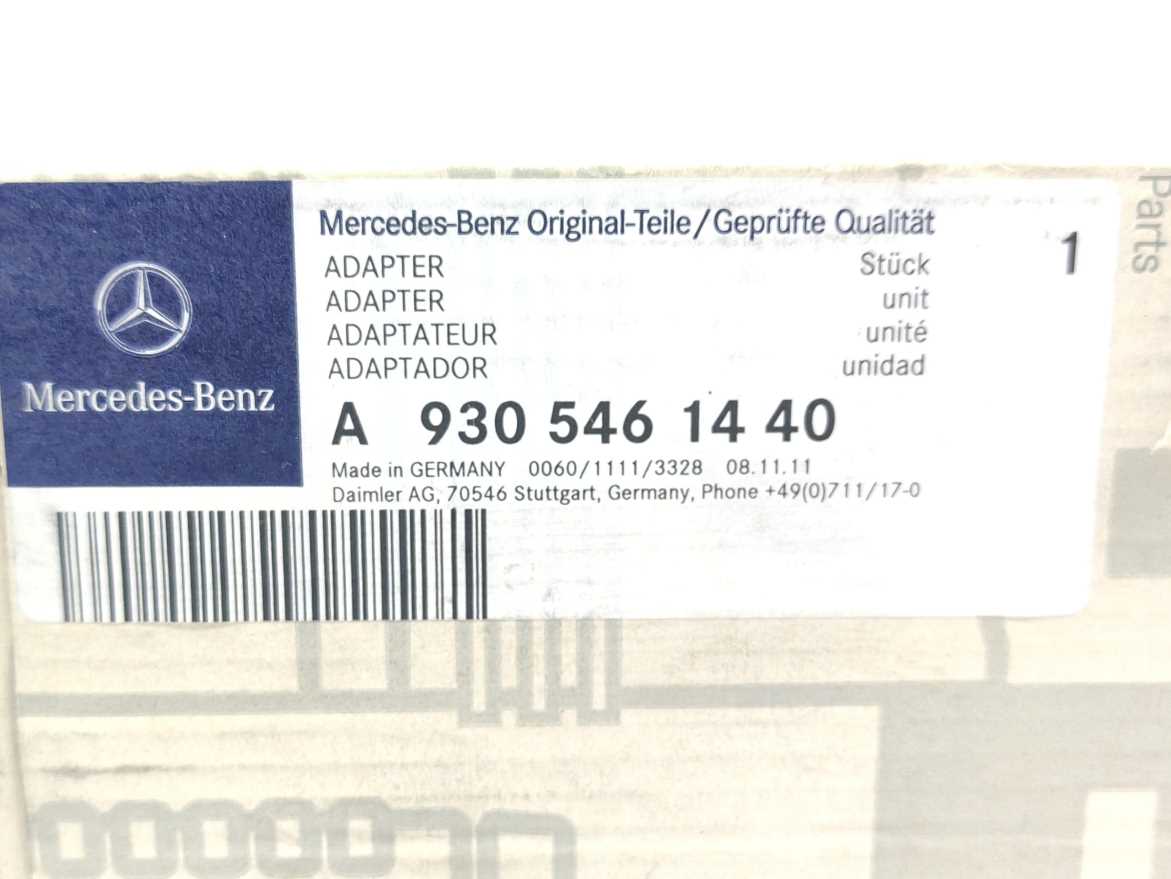 Mercedes-Benz
Mercedes-Benz Original-Teile/Geprüfte Qualität
ADAPTER Stück 1
ADAPTER unit
ADAPTATEUR unité
ADAPTADOR unidad
A 930 546 14 40
Made in GERMANY 0060/1111/3328 08.11.11
Daimler AG, 70546 Stuttgart, Germany, Phone +49(0)711/17-0
Parts